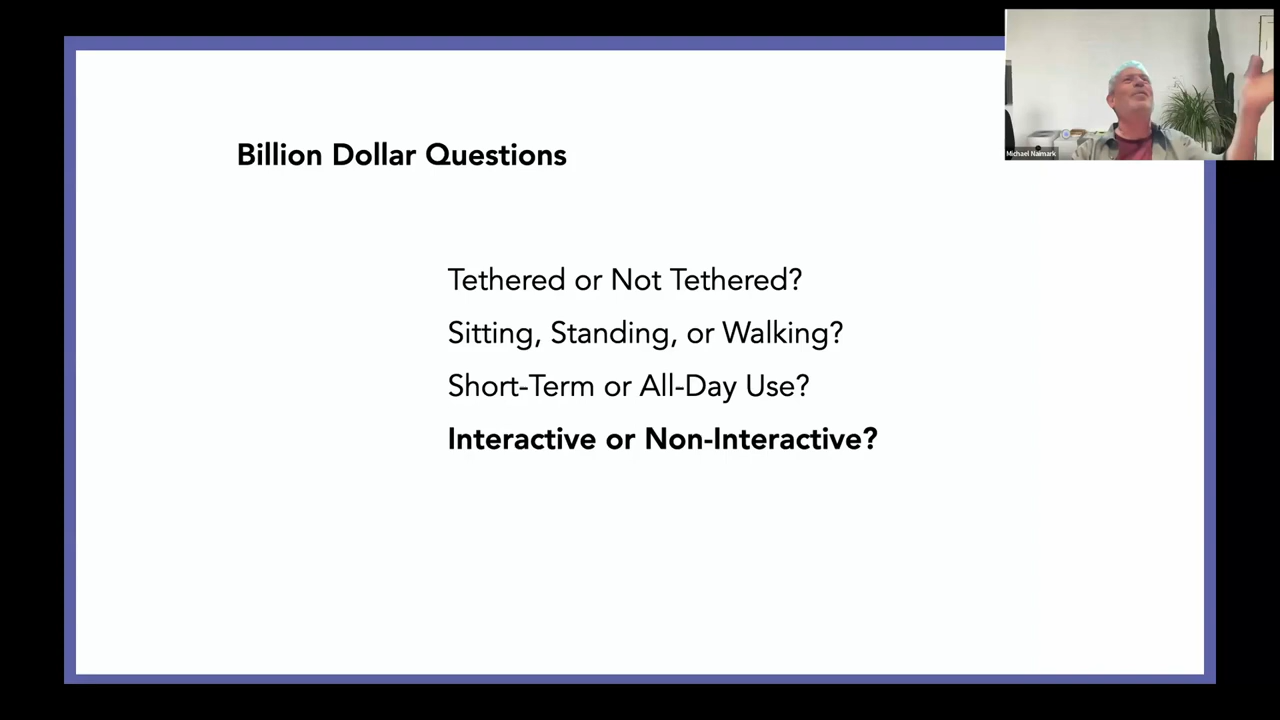 Billion Dollar Questions
Tethered or Not Tethered?
Sitting, Standing, or Walking?
Short-Term or All-Day Use?
Interactive or Non-Interactive?
Michael Naimark